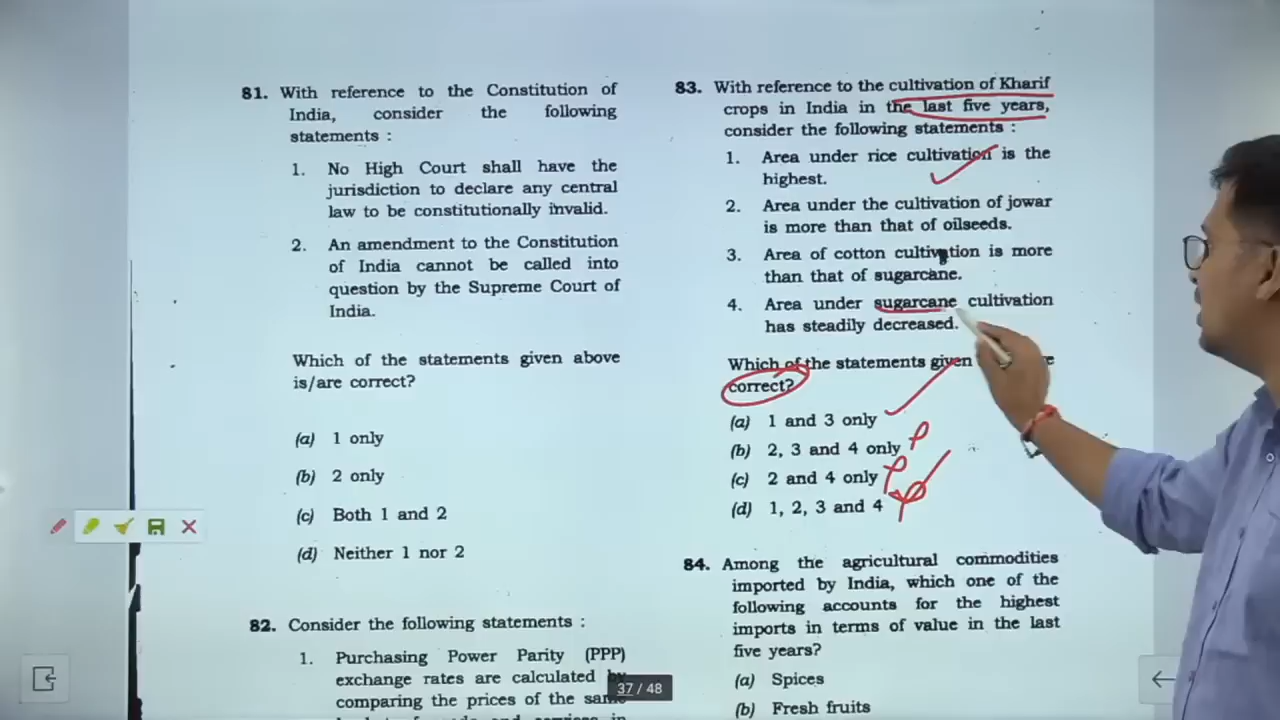 81. With reference to the Constitution of
India, consider the following
statements :
1. No High Court shall have the
jurisdiction to declare any central
law to be constitutionally invalid.
2. An amendment to the Constitution
of India cannot be called into
question by the Supreme Court of
India.
Which of the statements given above
is/are correct?
(a) 1 only
(b) 2 only
(c) Both 1 and 2
(d) Neither 1 nor 2
82. Consider the following statements :
1. Purchasing Power Parity (PPP)
exchange rates are calculated by
comparing the prices of the same
83. With reference to the cultivation of Kharif
crops in India in the last five years,
consider the following statements :
1. Area under rice cultivation is the
highest.
2. Area under the cultivation of jowar
is more than that of oilseeds.
3. Area of cotton cultivation is more
than that of sugarcane.
4. Area under sugarcane cultivation
has steadily decreased.
Which of the statements given
correct?
(a) 1 and 3 only
(b) 2, 3 and 4 only
(c) 2 and 4 only
(d) 1, 2, 3 and 4
84. Among the agricultural commodities
imported by India, which one of the
following accounts for the highest
imports in terms of value in the last
five years?
(a) Spices
(b) Fresh fruits
37 / 48